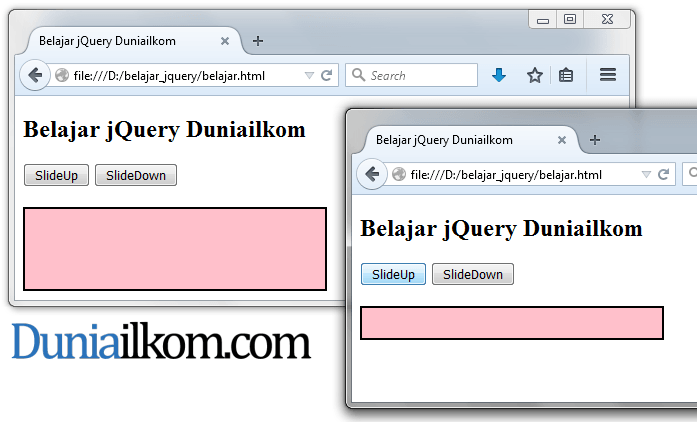 Belajar jQuery Duniailkom
file:///D:/belajar_jquery/belajar.html
Search
Belajar jQuery Duniailkom
SlideUp
SlideDown
Belajar jQuery Duniailkom
file:///D:/belajar_jquery/belajar.html
Belajar jQuery Duniailkom
SlideUp
SlideDown
Duniailkom.com